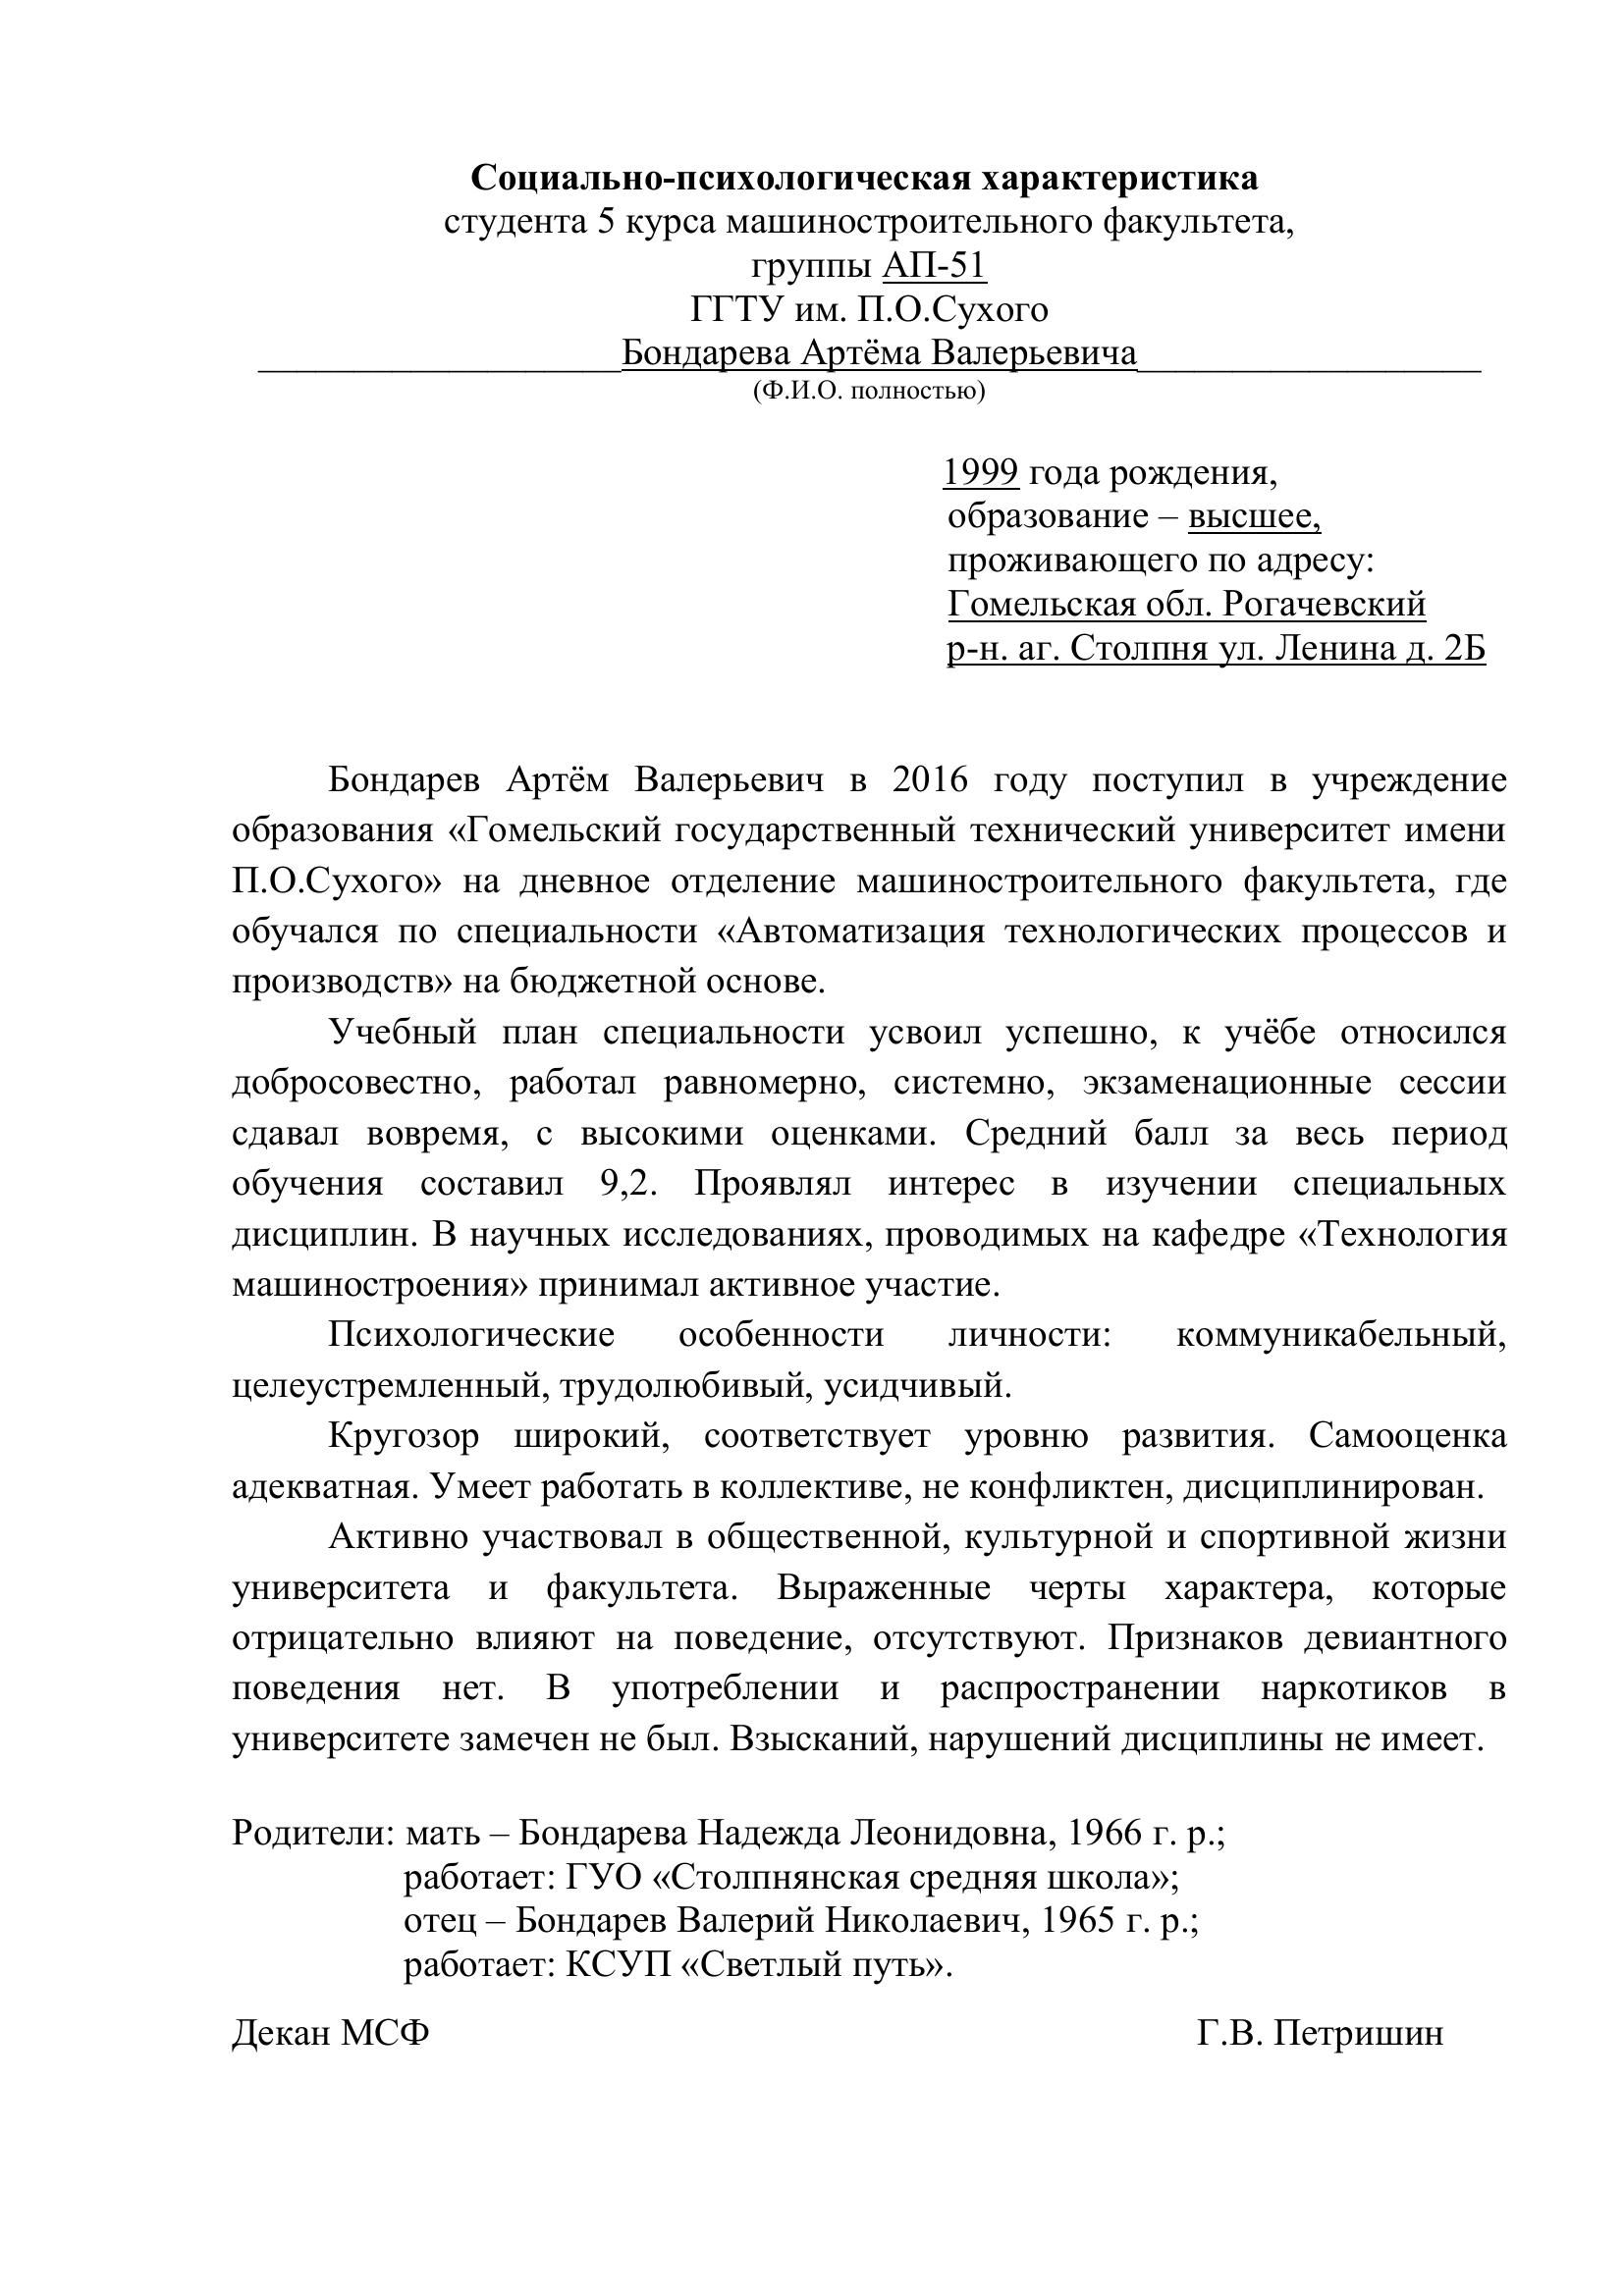 Социально-психологическая характеристика
студента 5 курса машиностроительного факультета,
группы АП-51
ГГТУ им. П.О.Сухого
Бондарева Артёма Валерьевича
(Ф.И.О. полностью)
1999 года рождения,
образование – высшее,
проживающего по адресу:
Гомельская обл. Рогачевский
р-н. аг. Столпня ул. Ленина д. 2Б
Бондарев Артём Валерьевич в 2016 году поступил в учреждение
образования «Гомельский государственный технический университет имени
П.О.Сухого» на дневное отделение машиностроительного факультета, где
обучался по специальности «Автоматизация технологических процессов и
производств» на бюджетной основе.
Учебный план специальности усвоил успешно, к учёбе относился
добросовестно, работал равномерно, системно, экзаменационные сессии
сдавал вовремя, с высокими оценками. Средний балл за весь период
обучения составил 9,2. Проявлял интерес в изучении специальных
дисциплин. В научных исследованиях, проводимых на кафедре «Технология
машиностроения» принимал активное участие.
Психологические особенности личности: коммуникабельный,
целеустремленный, трудолюбивый, усидчивый.
Кругозор широкий, соответствует уровню развития. Самооценка
адекватная. Умеет работать в коллективе, не конфликтен, дисциплинирован.
Активно участвовал в общественной, культурной и спортивной жизни
университета и факультета. Выраженные черты характера, которые
отрицательно влияют на поведение, отсутствуют. Признаков девиантного
поведения нет. В употреблении и распространении наркотиков в
университете замечен не был. Взысканий, нарушений дисциплины не имеет.
Родители: мать – Бондарева Надежда Леонидовна, 1966 г. р.;
работает: ГУО «Столпнянская средняя школа»;
отец – Бондарев Валерий Николаевич, 1965 г. р.;
работает: КСУП «Светлый путь».
Декан МСФ Г.В. Петришин